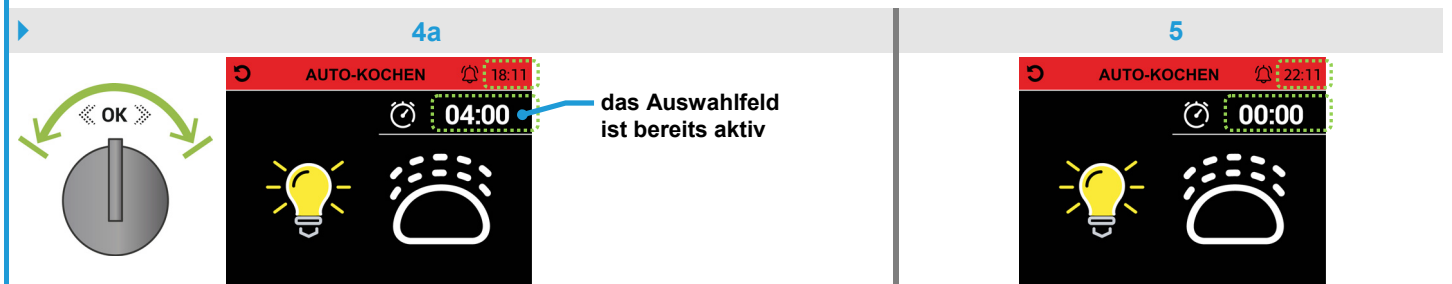 4a
5
OK
AUTO-KOCHEN 18:11
04:00
das Auswahlfeld
ist bereits aktiv
AUTO-KOCHEN 22:11
00:00